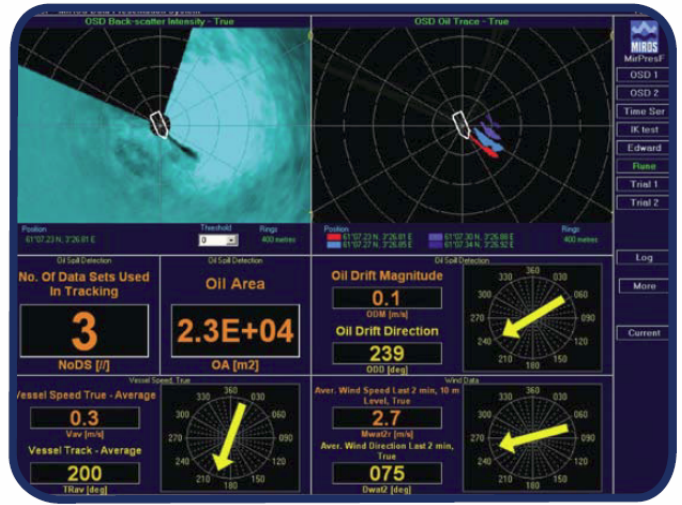 OSD Back-scatter Intensity - True
OSD Oil Trace - True
MIROS
MirPresF
OSD 1
OSD 2
Time Ser
IK test
Edward
Rune
Trial 1
Trial 2
Log
More
Current
Position
61°07.23 N, 3°26.81 E
Threshold
0
Rings
400 metres
Position
61°07.23 N, 3°26.81 E
61°07.27 N, 3°26.85 E
61°07.30 N, 3°26.88 E
61°07.34 N, 3°26.92 E
Rings
400 metres
Oil Spill Detection
No. Of Data Sets Used
In Tracking
3
NoDS [//]
Oil Spill Detection
Oil Area
2.3E+04
OA [m2]
Oil Spill Detection
Oil Drift Magnitude
0.1
ODM [m/s]
Oil Drift Direction
239
ODD [deg]
360
030
060
090
120
150
180
210
240
300
330
Vessel Speed, True
Vessel Speed True - Average
0.3
Vav [m/s]
Vessel Track - Average
200
TRav [deg]
360
030
060
090
120
150
180
210
240
300
330
Wind Data
Aver. Wind Speed Last 2 min, 10 m
Level, True
2.7
Mwat2r [m/s]
Aver. Wind Direction Last 2 min,
True
075
Dwat2 [deg]
360
030
060
090
120
150
180
210
240
300
330